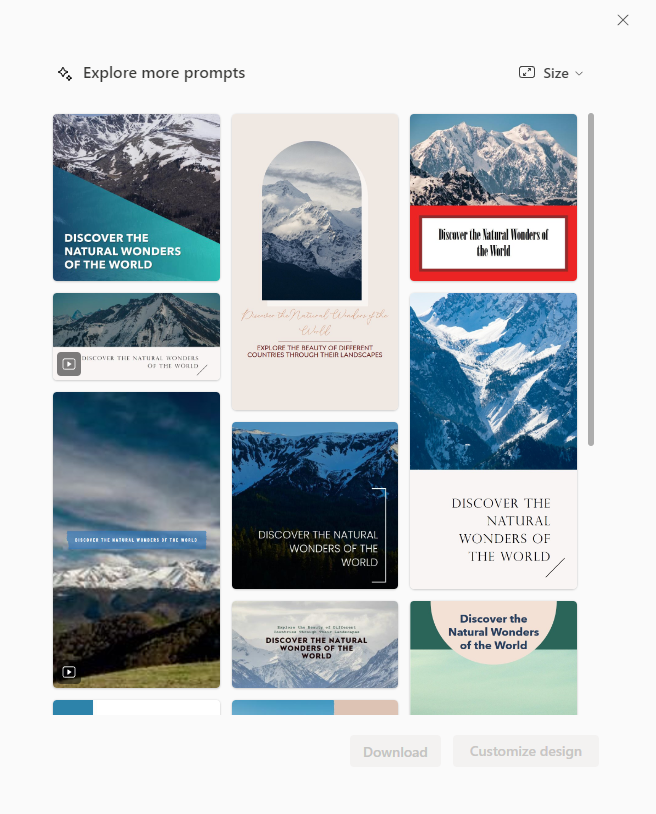 Explore more prompts
Size
DISCOVER THE
NATURAL WONDERS
OF THE WORLD
Discover the Natural Wonders of the
World
EXPLORE THE BEAUTY OF DIFFERENT
COUNTRIES THROUGH THEIR LANDSCAPES
Discover the Natural Wonders of
the World
DISCOVER THE NATURAL WONDERS
OF THE WORLD
DISCOVER THE
NATURAL
WONDERS OF
THE WORLD
DISCOVER THE NATURAL WONDERS OF THE WORLD
DISCOVER THE NATURAL
WONDERS OF THE
WORLD
Explore the Beauty of Different
Countries Through Their Landscapes
DISCOVER THE NATURAL
WONDERS OF THE
WORLD
Discover the
Natural Wonders
of the World
Download
Customize design